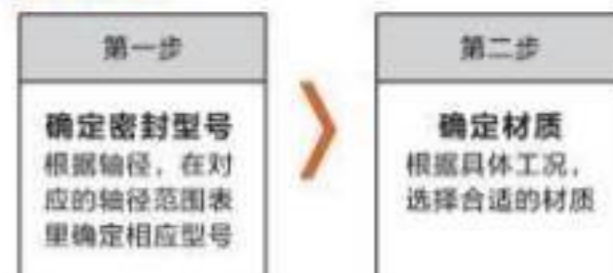 第一步
确定密封型号
根据轴径，在对
应的轴径范围表
里确定相应型号
第二步
确定材质
根据具体工况，
选择合适的材质